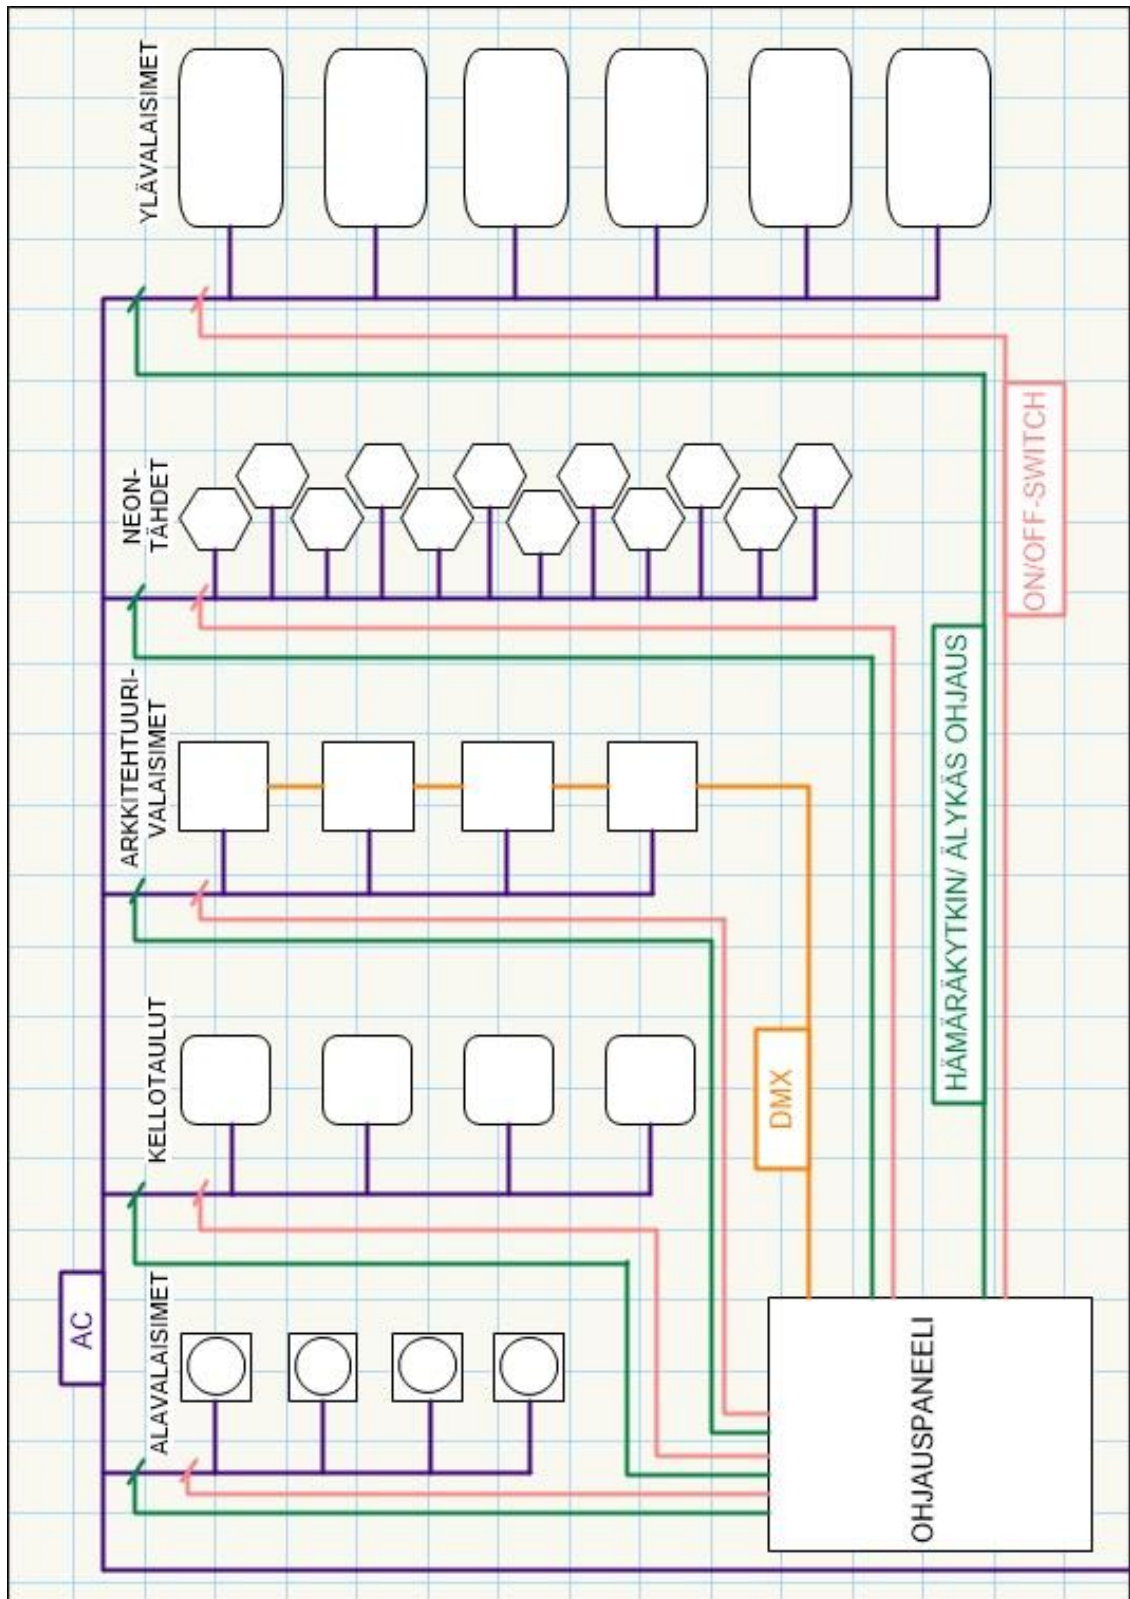 YLÄVALAISIMET
NEON-
TÄHDET
ARKKITEHTUURI-
VALAISIMET
KELLOTAULUT
ALAVALAISIMET
AC
ON/OFF-SWITCH
HÄMÄRÄKYTKIN/ ÄLYKÄS OHJAUS
DMX
OHJAUSPANEELI